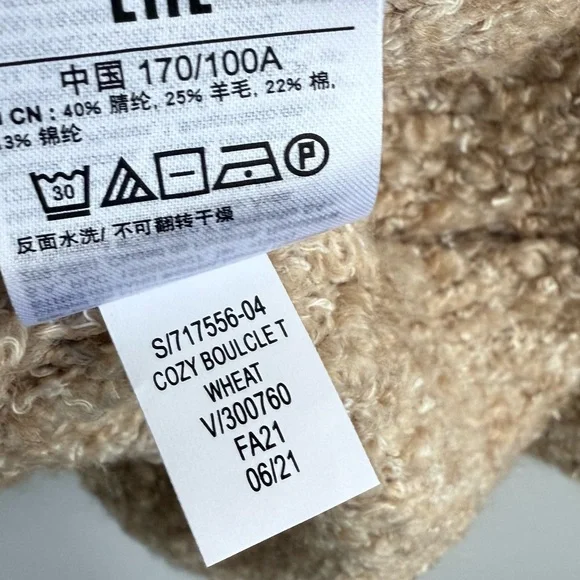 中国 170/100A
CN : 40% 腈纶, 25% 羊毛, 22% 棉,
3% 锦纶
30
P
反面水洗/ 不可翻转干燥
S/717556-04
COZY BOULCLE T
WHEAT
V/300760
FA21
06/21